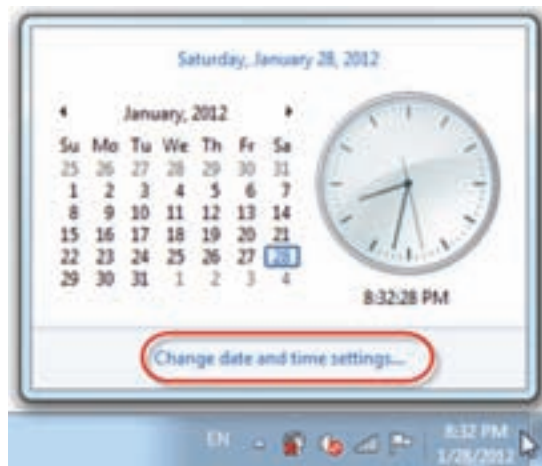 Saturday, January 28, 2012
January, 2012
Su Mo Tu We Th Fr Sa
25 26 27 28 29 30 31
1 2 3 4 5 6 7
8 9 10 11 12 13 14
15 16 17 18 19 20 21
22 23 24 25 26 27 28
29 30 31 1 2 3 4
8:32:28 PM
Change date and time settings...
EN
8:32 PM
1/28/2012